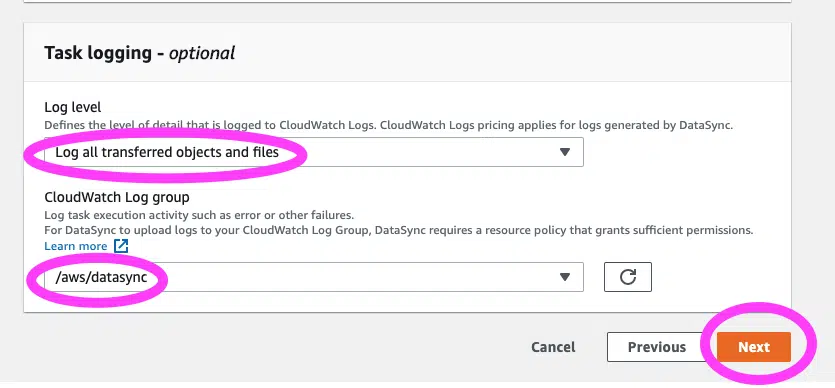 Task logging - optional
Log level
Defines the level of detail that is logged to CloudWatch Logs. CloudWatch Logs pricing applies for logs generated by DataSync.
Log all transferred objects and files
CloudWatch Log group
Log task execution activity such as error or other failures.
For DataSync to upload logs to your CloudWatch Log Group, DataSync requires a resource policy that grants sufficient permissions.
Learn more
/aws/datasync
Cancel Previous Next